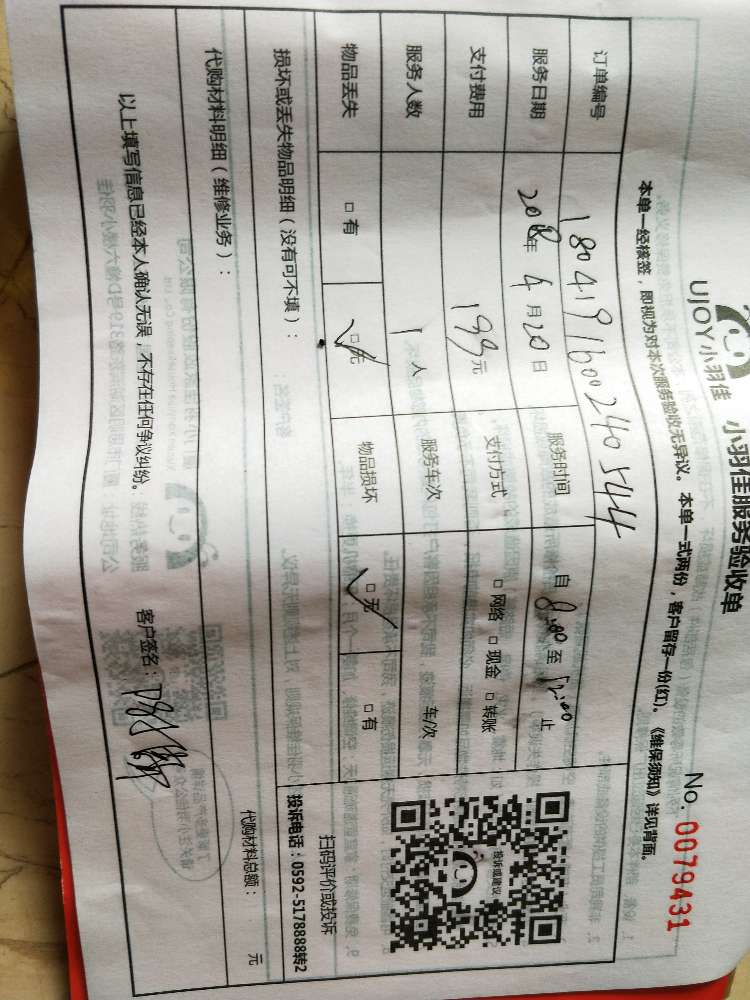 UJOY小羽佳 小羽佳服务验收单
No. 0079431
本单一经核签，即视为对本次服务验收无异议。本单一式两份，客户留存一份(红)。《维保须知》详见背面。
订单编号 1804191600240544
服务日期 2018年4月20日 服务时间 自8:00至12:00止
支付费用 199元 支付方式 □网络 □现金 □转账
服务人数 1人 服务车次 车/次
物品丢失 □有 □无 物品损坏 □无 □有
投诉或建议
扫码评价或投诉
投诉电话：0592-5178888转2
损坏或丢失物品明细（没有可不填）：
代购材料明细（维修业务）：
代购材料总额： 元
以上填写信息已经本人确认无误，不存在任何争议纠纷。 客户签名：